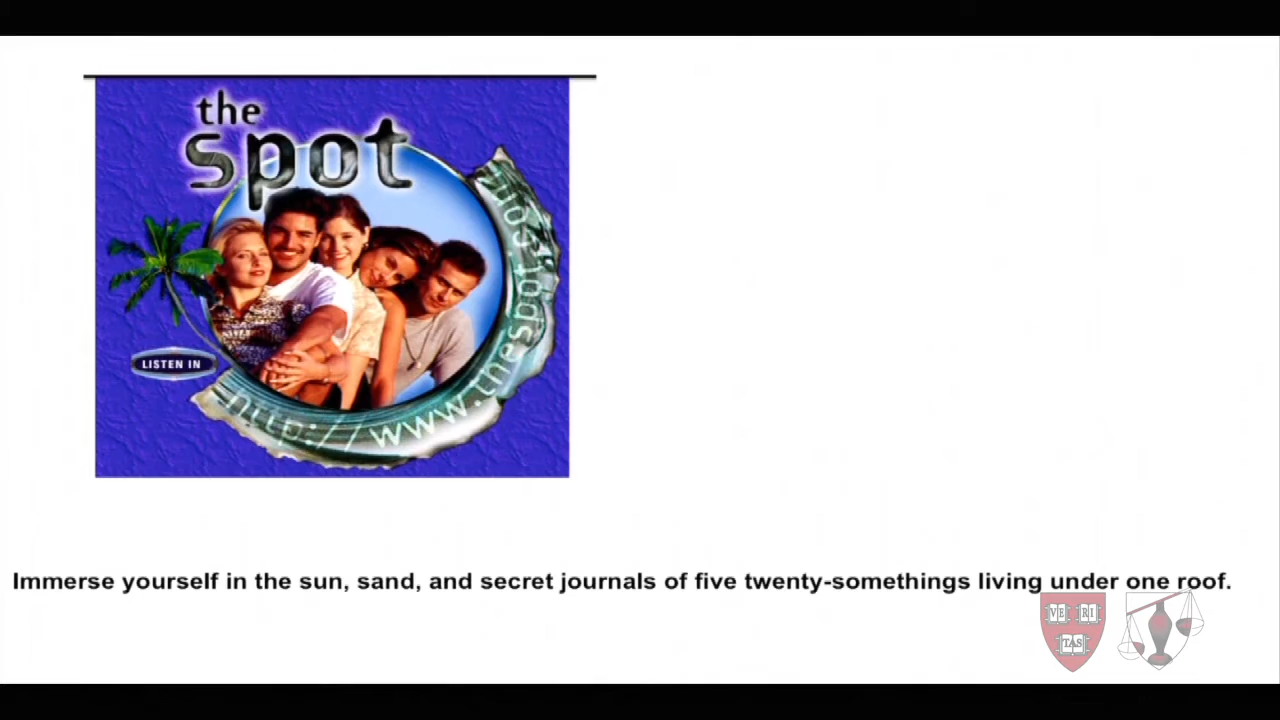 the
spot
LISTEN IN
http://www.thespot.com
Immerse yourself in the sun, sand, and secret journals of five twenty-somethings living under one roof.
VE RI
TAS